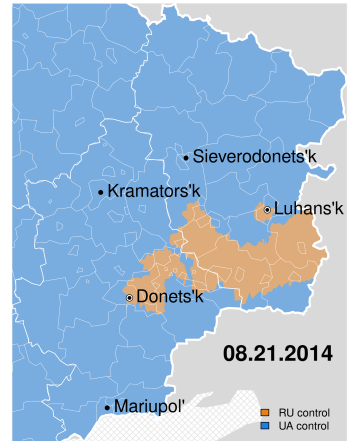 Sieverodonets'k
Kramators'k
Luhans'k
Donets'k
08.21.2014
Mariupol'
RU control
UA control